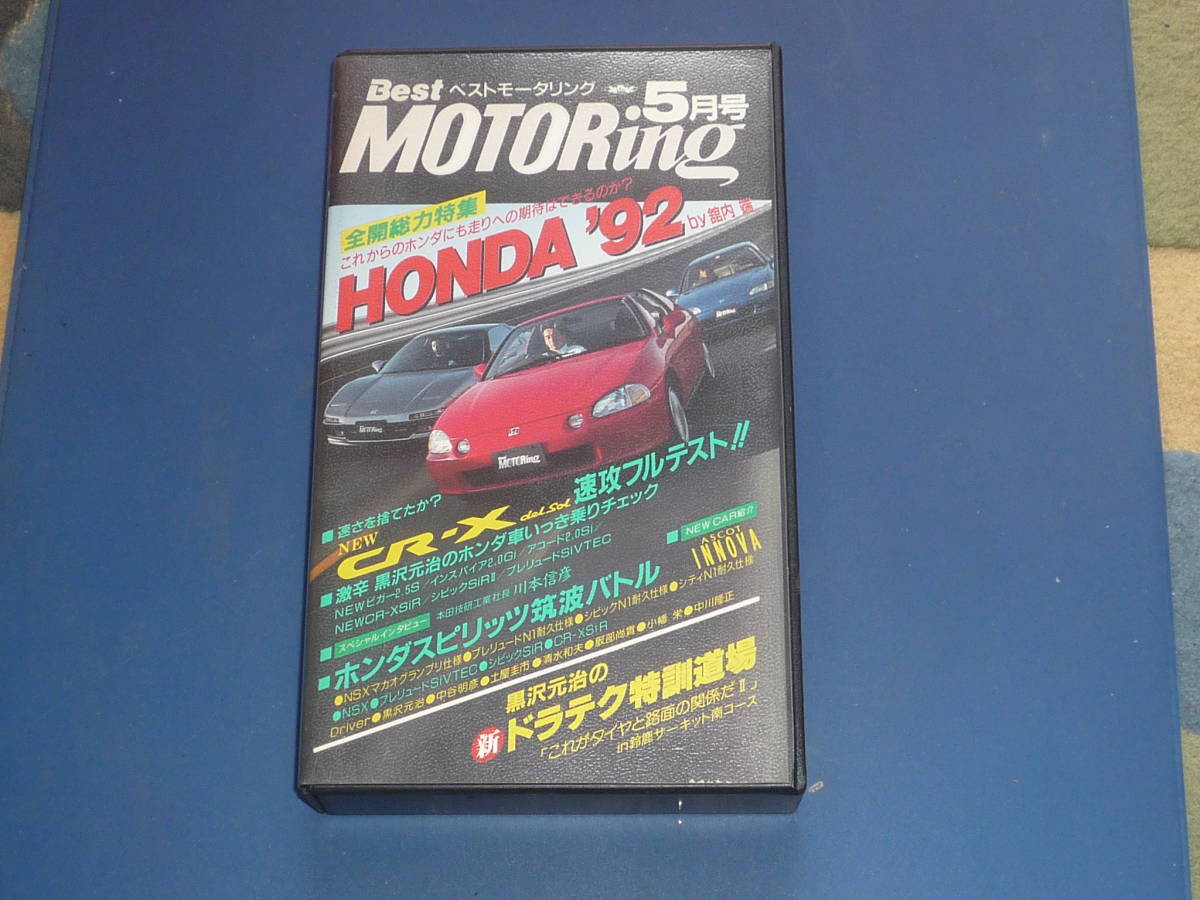 Best ベストモータリング
5月号
MOTORing
全開総力特集
これからのホンダにも走りへの期待はできるのか?
HONDA '92 by 舘内 端
MOTORing
■速さを捨てたか?
NEW CR-X del Sol 速攻フルテスト!!
■激辛 黒沢元治のホンダ車いっき乗りチェック
NEWビガー2.5S/インスパイア2.0Gi/アコード2.0Si/
NEWCR-XSiR/シビックSiRⅡ/プレリュードSiVTEC
■NEW CAR紹介
ASCOT
INNOVA
■スペシャルインタビュー 本田技研工業社長 川本信彦
■ホンダスピリッツ筑波バトル
●NSXマカオグランプリ仕様●プレリュードN1耐久仕様●シビックN1耐久仕様●シティN1耐久仕様
●NSX●プレリュードSiVTEC●シビックSiR●CR-XSiR
Driver●黒沢元治●中谷明彦●土屋圭市●清水和夫●服部尚貴●小幡 栄●中川隆正
黒沢元治の
新 ドラテク特訓道場
「これがタイヤと路面の関係だⅡ」
in鈴鹿サーキット南コース